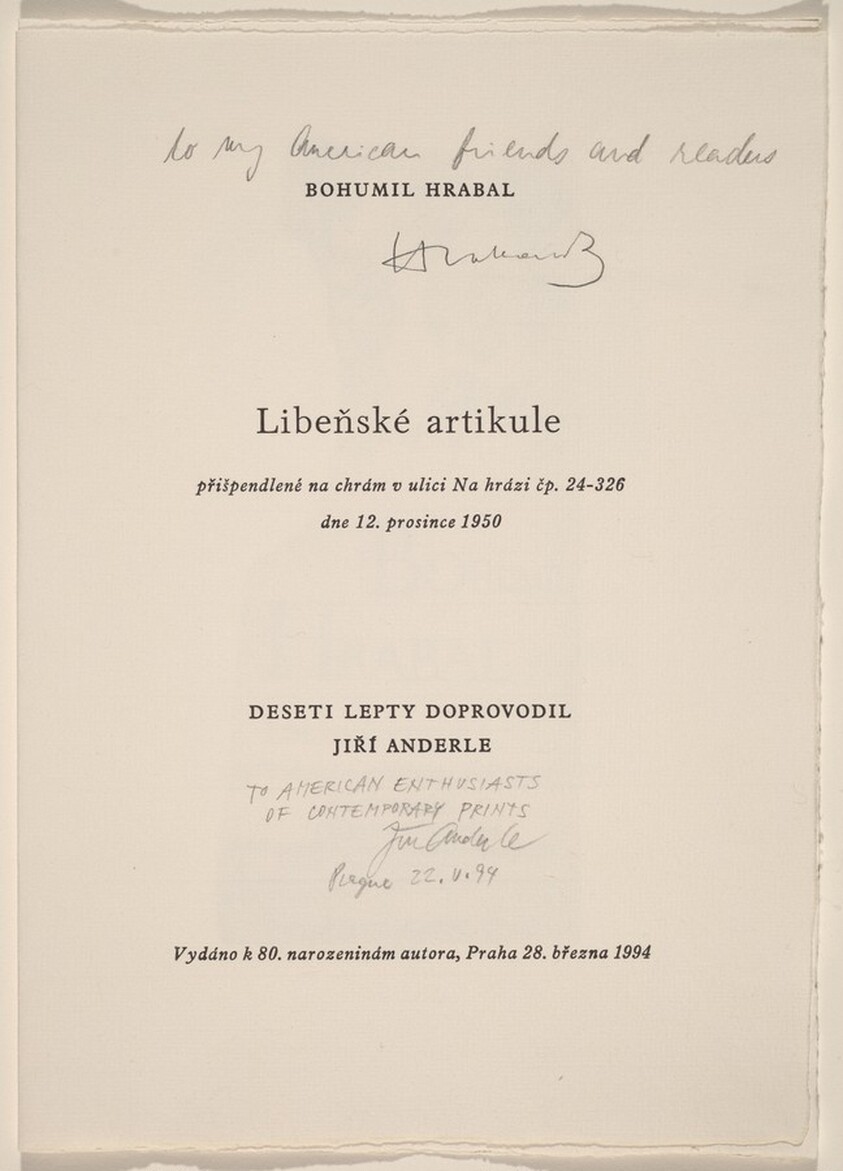 to my American friends and readers
BOHUMIL HRABAL
Libeňské artikule
přišpendlené na chrám v ulici Na hrázi čp. 24-326
dne 12. prosince 1950
DESETI LEPTY DOPROVODIL
JIŘÍ ANDERLE
TO AMERICAN ENTHUSIASTS
OF CONTEMPORARY PRINTS
Jiří Anderle
Prague 22.V.94
Vydáno k 80. narozeninám autora, Praha 28. března 1994